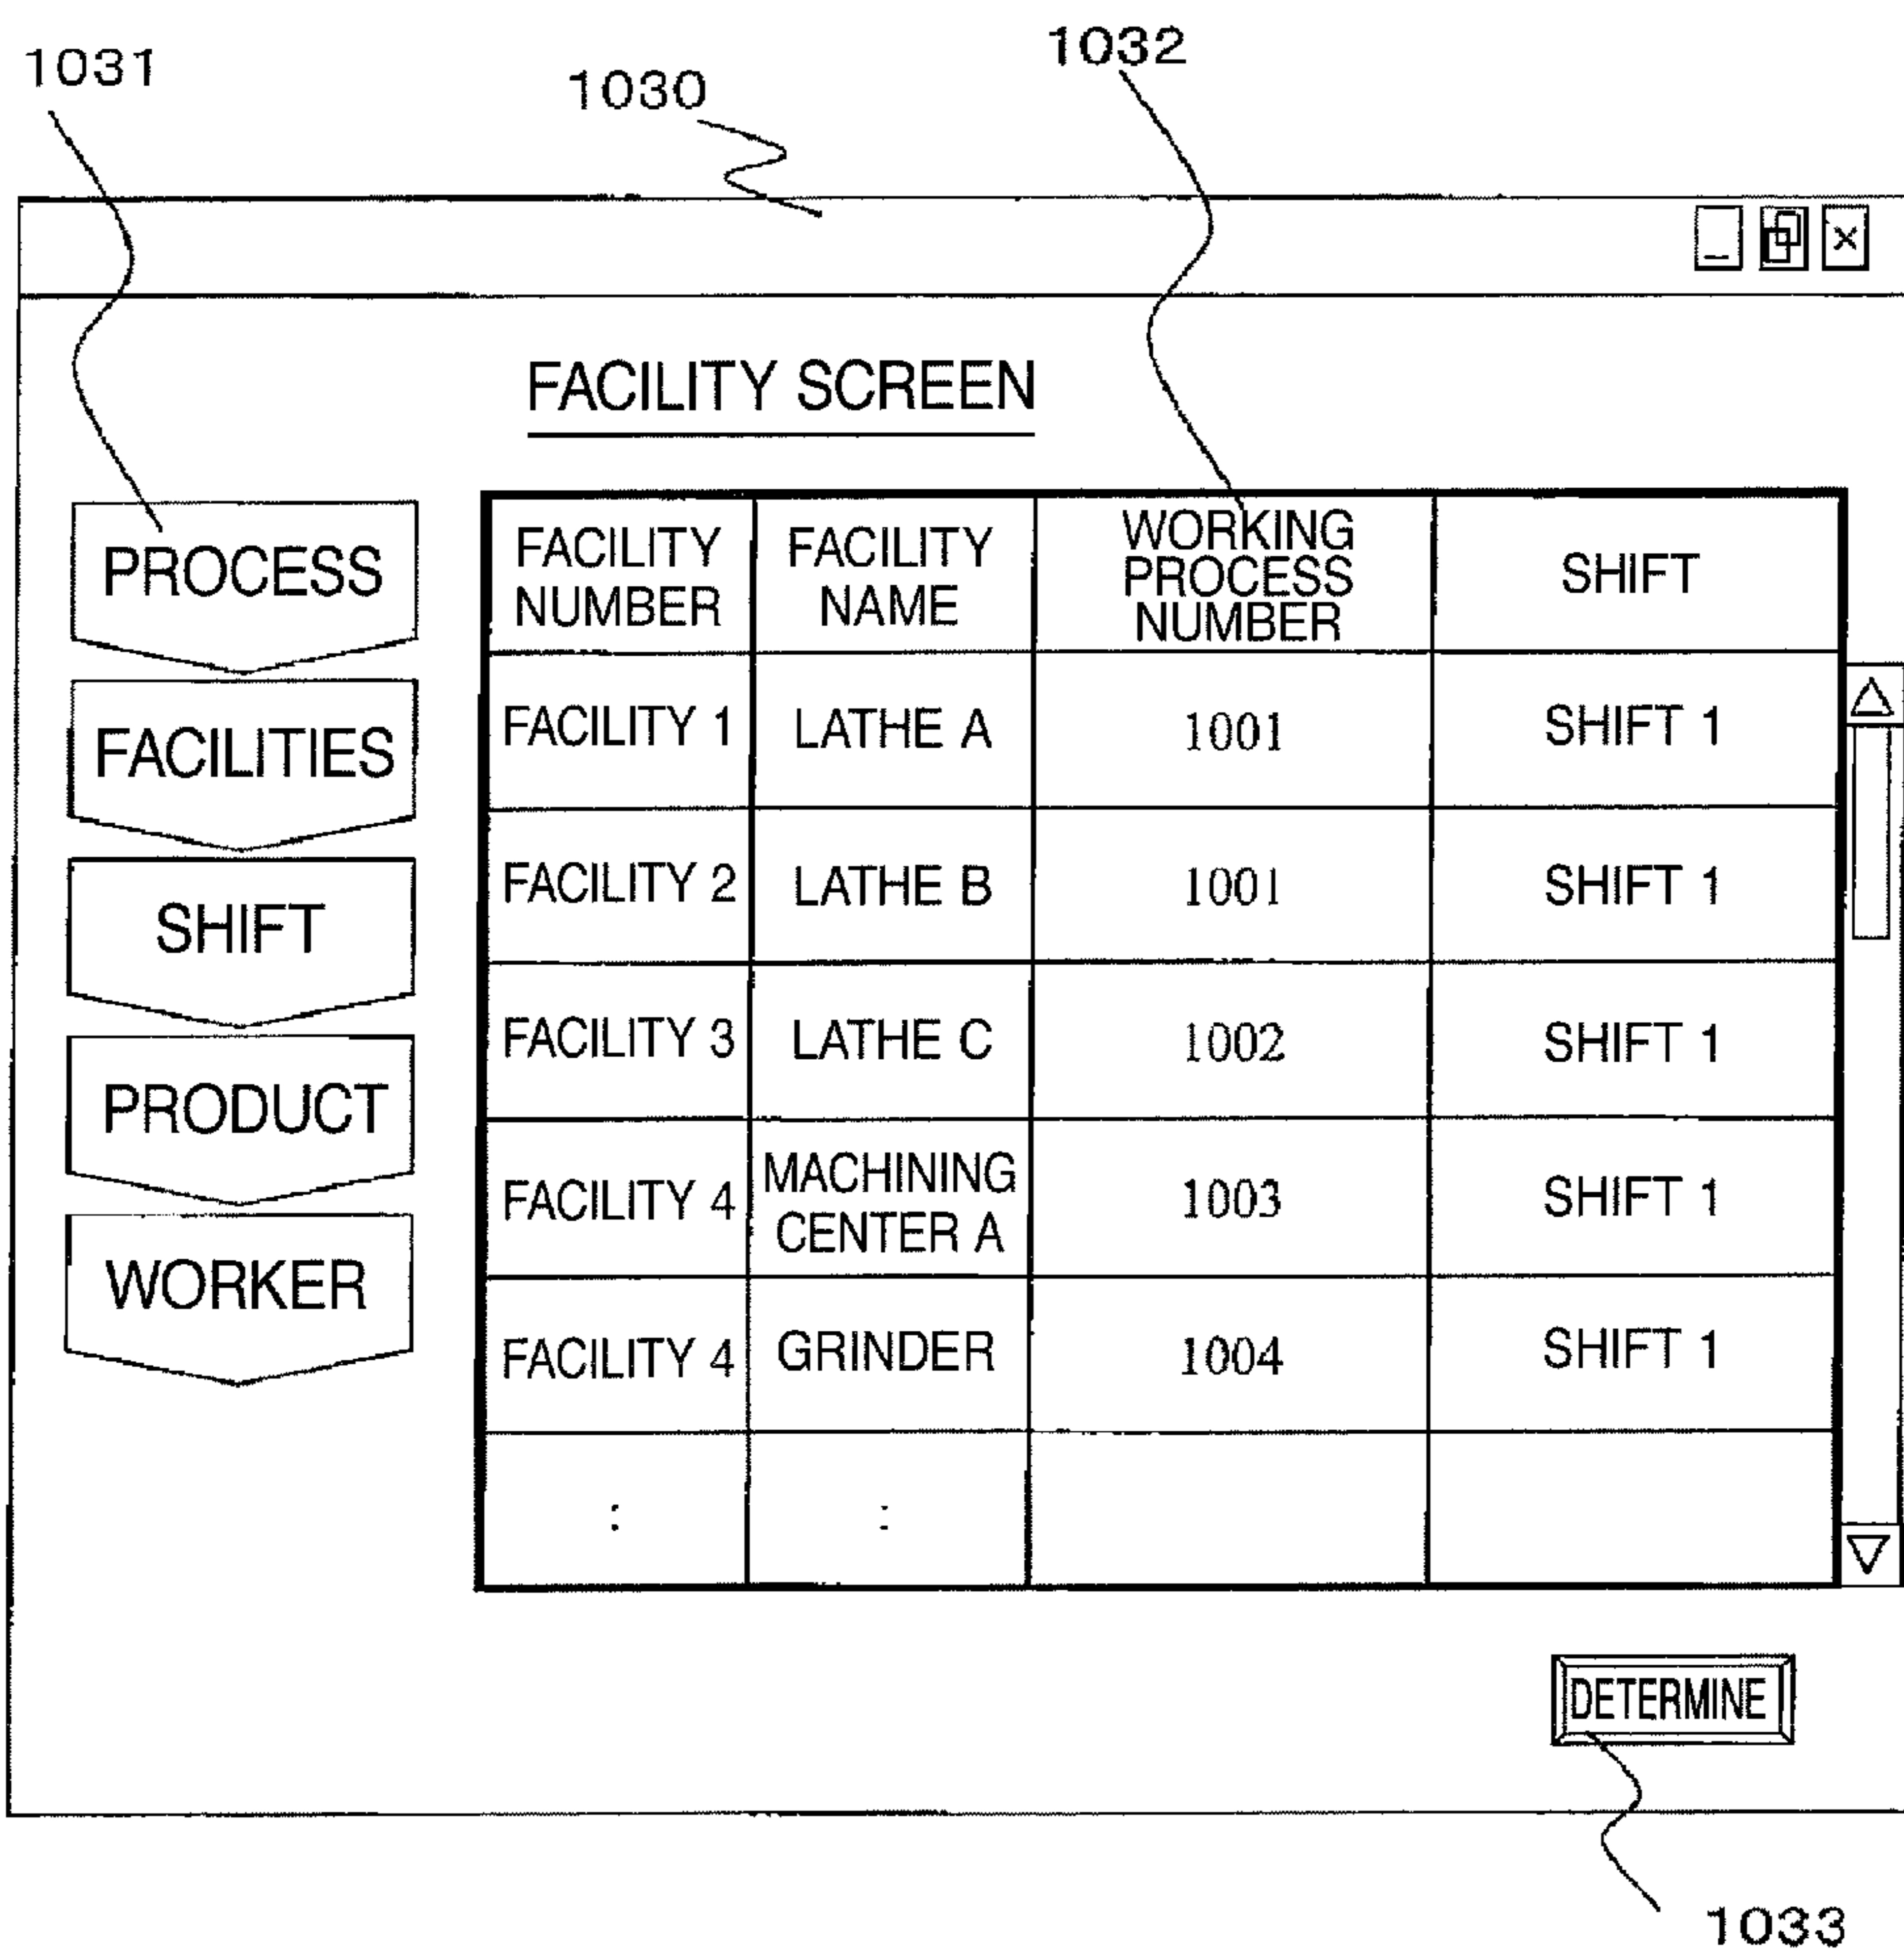 1031
1030
1032
FACILITY SCREEN
PROCESS
FACILITIES
SHIFT
PRODUCT
WORKER
FACILITY NUMBER
FACILITY NAME
WORKING PROCESS NUMBER
SHIFT
FACILITY 1 LATHE A 1001 SHIFT 1
FACILITY 2 LATHE B 1001 SHIFT 1
FACILITY 3 LATHE C 1002 SHIFT 1
FACILITY 4 MACHINING CENTER A 1003 SHIFT 1
FACILITY 4 GRINDER 1004 SHIFT 1
: :
DETERMINE
1033